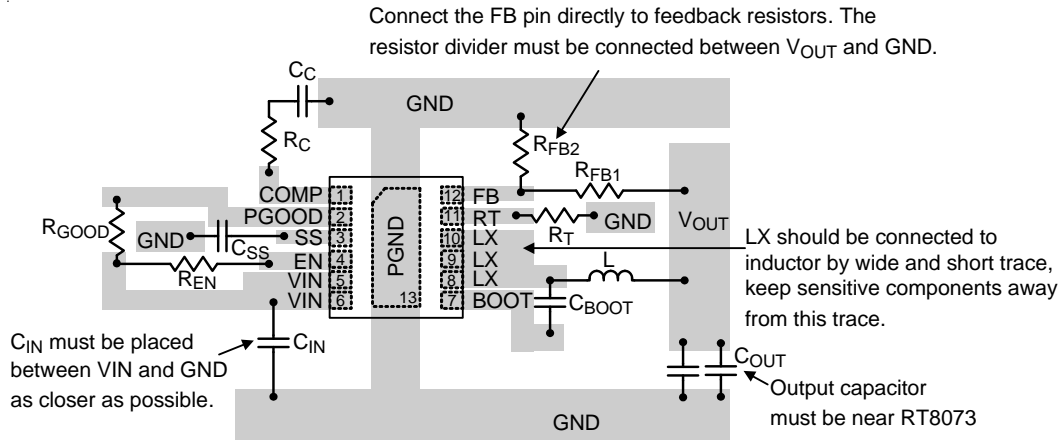 Connect the FB pin directly to feedback resistors. The
resistor divider must be connected between VOUT and GND.
CC
GND
RC
RFB2
RFB1
COMP 1
12 FB
PGOOD 2
11 RT
GND
VOUT
RGOOD
GND
CSS
SS 3
PGND
10 LX
RT
LX should be connected to
inductor by wide and short trace,
keep sensitive components away
from this trace.
EN 4
9 LX
L
REN
VIN 5
8 LX
VIN 6
13
7 BOOT
CBOOT
CIN must be placed
between VIN and GND
as closer as possible.
CIN
COUT
Output capacitor
must be near RT8073
GND